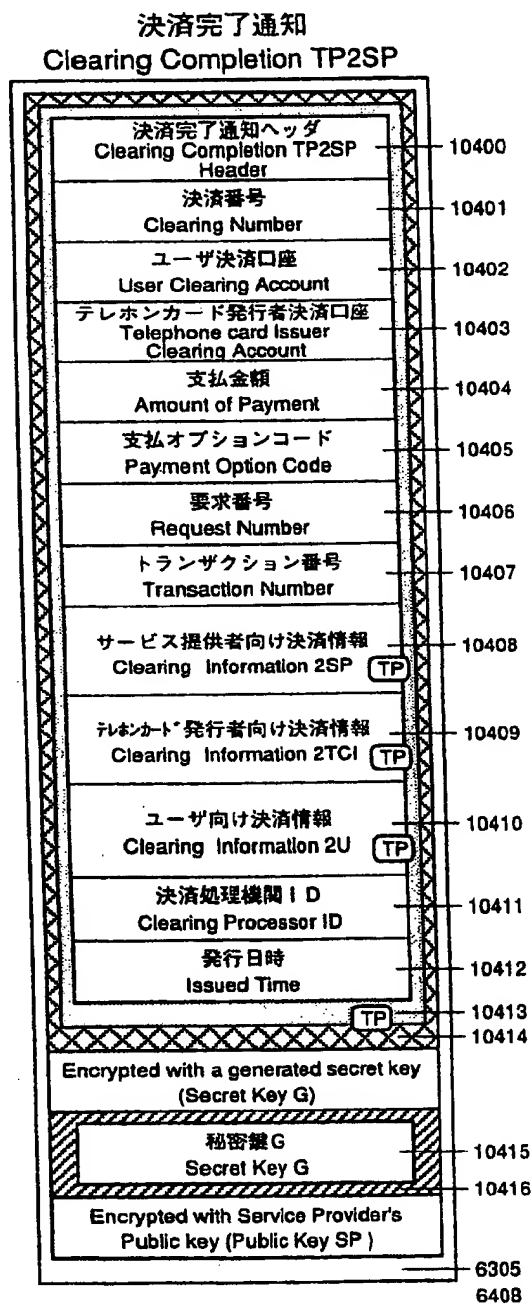 決済完了通知
Clearing Completion TP2SP
決済完了通知ヘッダ
Clearing Completion TP2SP
Header
10400
決済番号
Clearing Number
10401
ユーザ決済口座
User Clearing Account
10402
テレホンカード発行者決済口座
Telephone card Issuer
Clearing Account
10403
支払金額
Amount of Payment
10404
支払オプションコード
Payment Option Code
10405
要求番号
Request Number
10406
トランザクション番号
Transaction Number
10407
サービス提供者向け決済情報
Clearing Information 2SP
TP
10408
テレホンカード発行者向け決済情報
Clearing Information 2TCI
TP
10409
ユーザ向け決済情報
Clearing Information 2U
TP
10410
決済処理機関ID
Clearing Processor ID
10411
発行日時
Issued Time
10412
TP
10413
10414
Encrypted with a generated secret key
(Secret Key G)
秘密鍵G
Secret Key G
10415
10416
Encrypted with Service Provider's
Public key (Public Key SP )
6305
6408